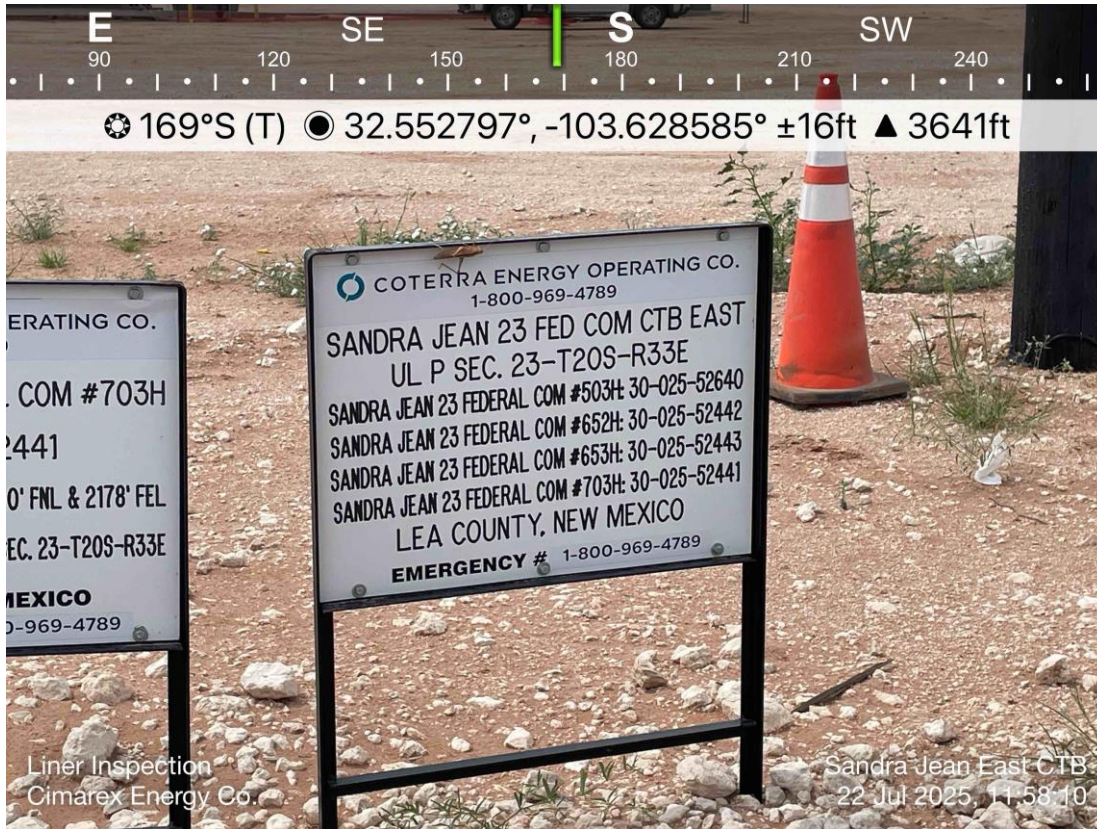 E SE S SW
90 120 150 180 210 240
169°S (T) 32.552797°, -103.628585° ±16ft ▲ 3641ft
ERATING CO.
COM #703H
2441
0' FNL & 2178' FEL
EC. 23-T20S-R33E
MEXICO
0-969-4789
COTERRA ENERGY OPERATING CO.
1-800-969-4789
SANDRA JEAN 23 FED COM CTB EAST
UL P SEC. 23-T20S-R33E
SANDRA JEAN 23 FEDERAL COM #503H: 30-025-52640
SANDRA JEAN 23 FEDERAL COM #652H: 30-025-52442
SANDRA JEAN 23 FEDERAL COM #653H: 30-025-52443
SANDRA JEAN 23 FEDERAL COM #703H: 30-025-52441
LEA COUNTY, NEW MEXICO
EMERGENCY # 1-800-969-4789
Liner Inspection
Cimarex Energy Co.
Sandra Jean East CTB
22 Jul 2025, 11:58:10